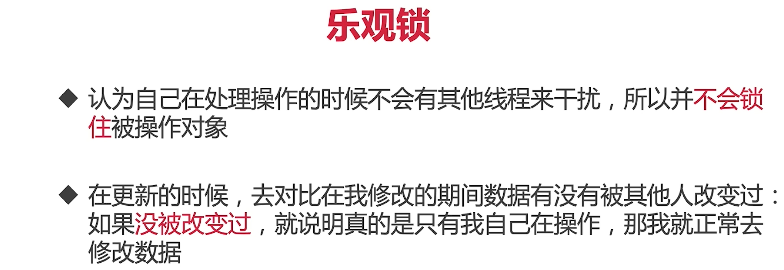 乐观锁
◆ 认为自己在处理操作的时候不会有其他线程来干扰，所以并不会锁
住被操作对象
◆ 在更新的时候，去对比在我修改的期间数据有没有被其他人改变过：
如果没被改变过，就说明真的是只有我自己在操作，那我就正常去
修改数据